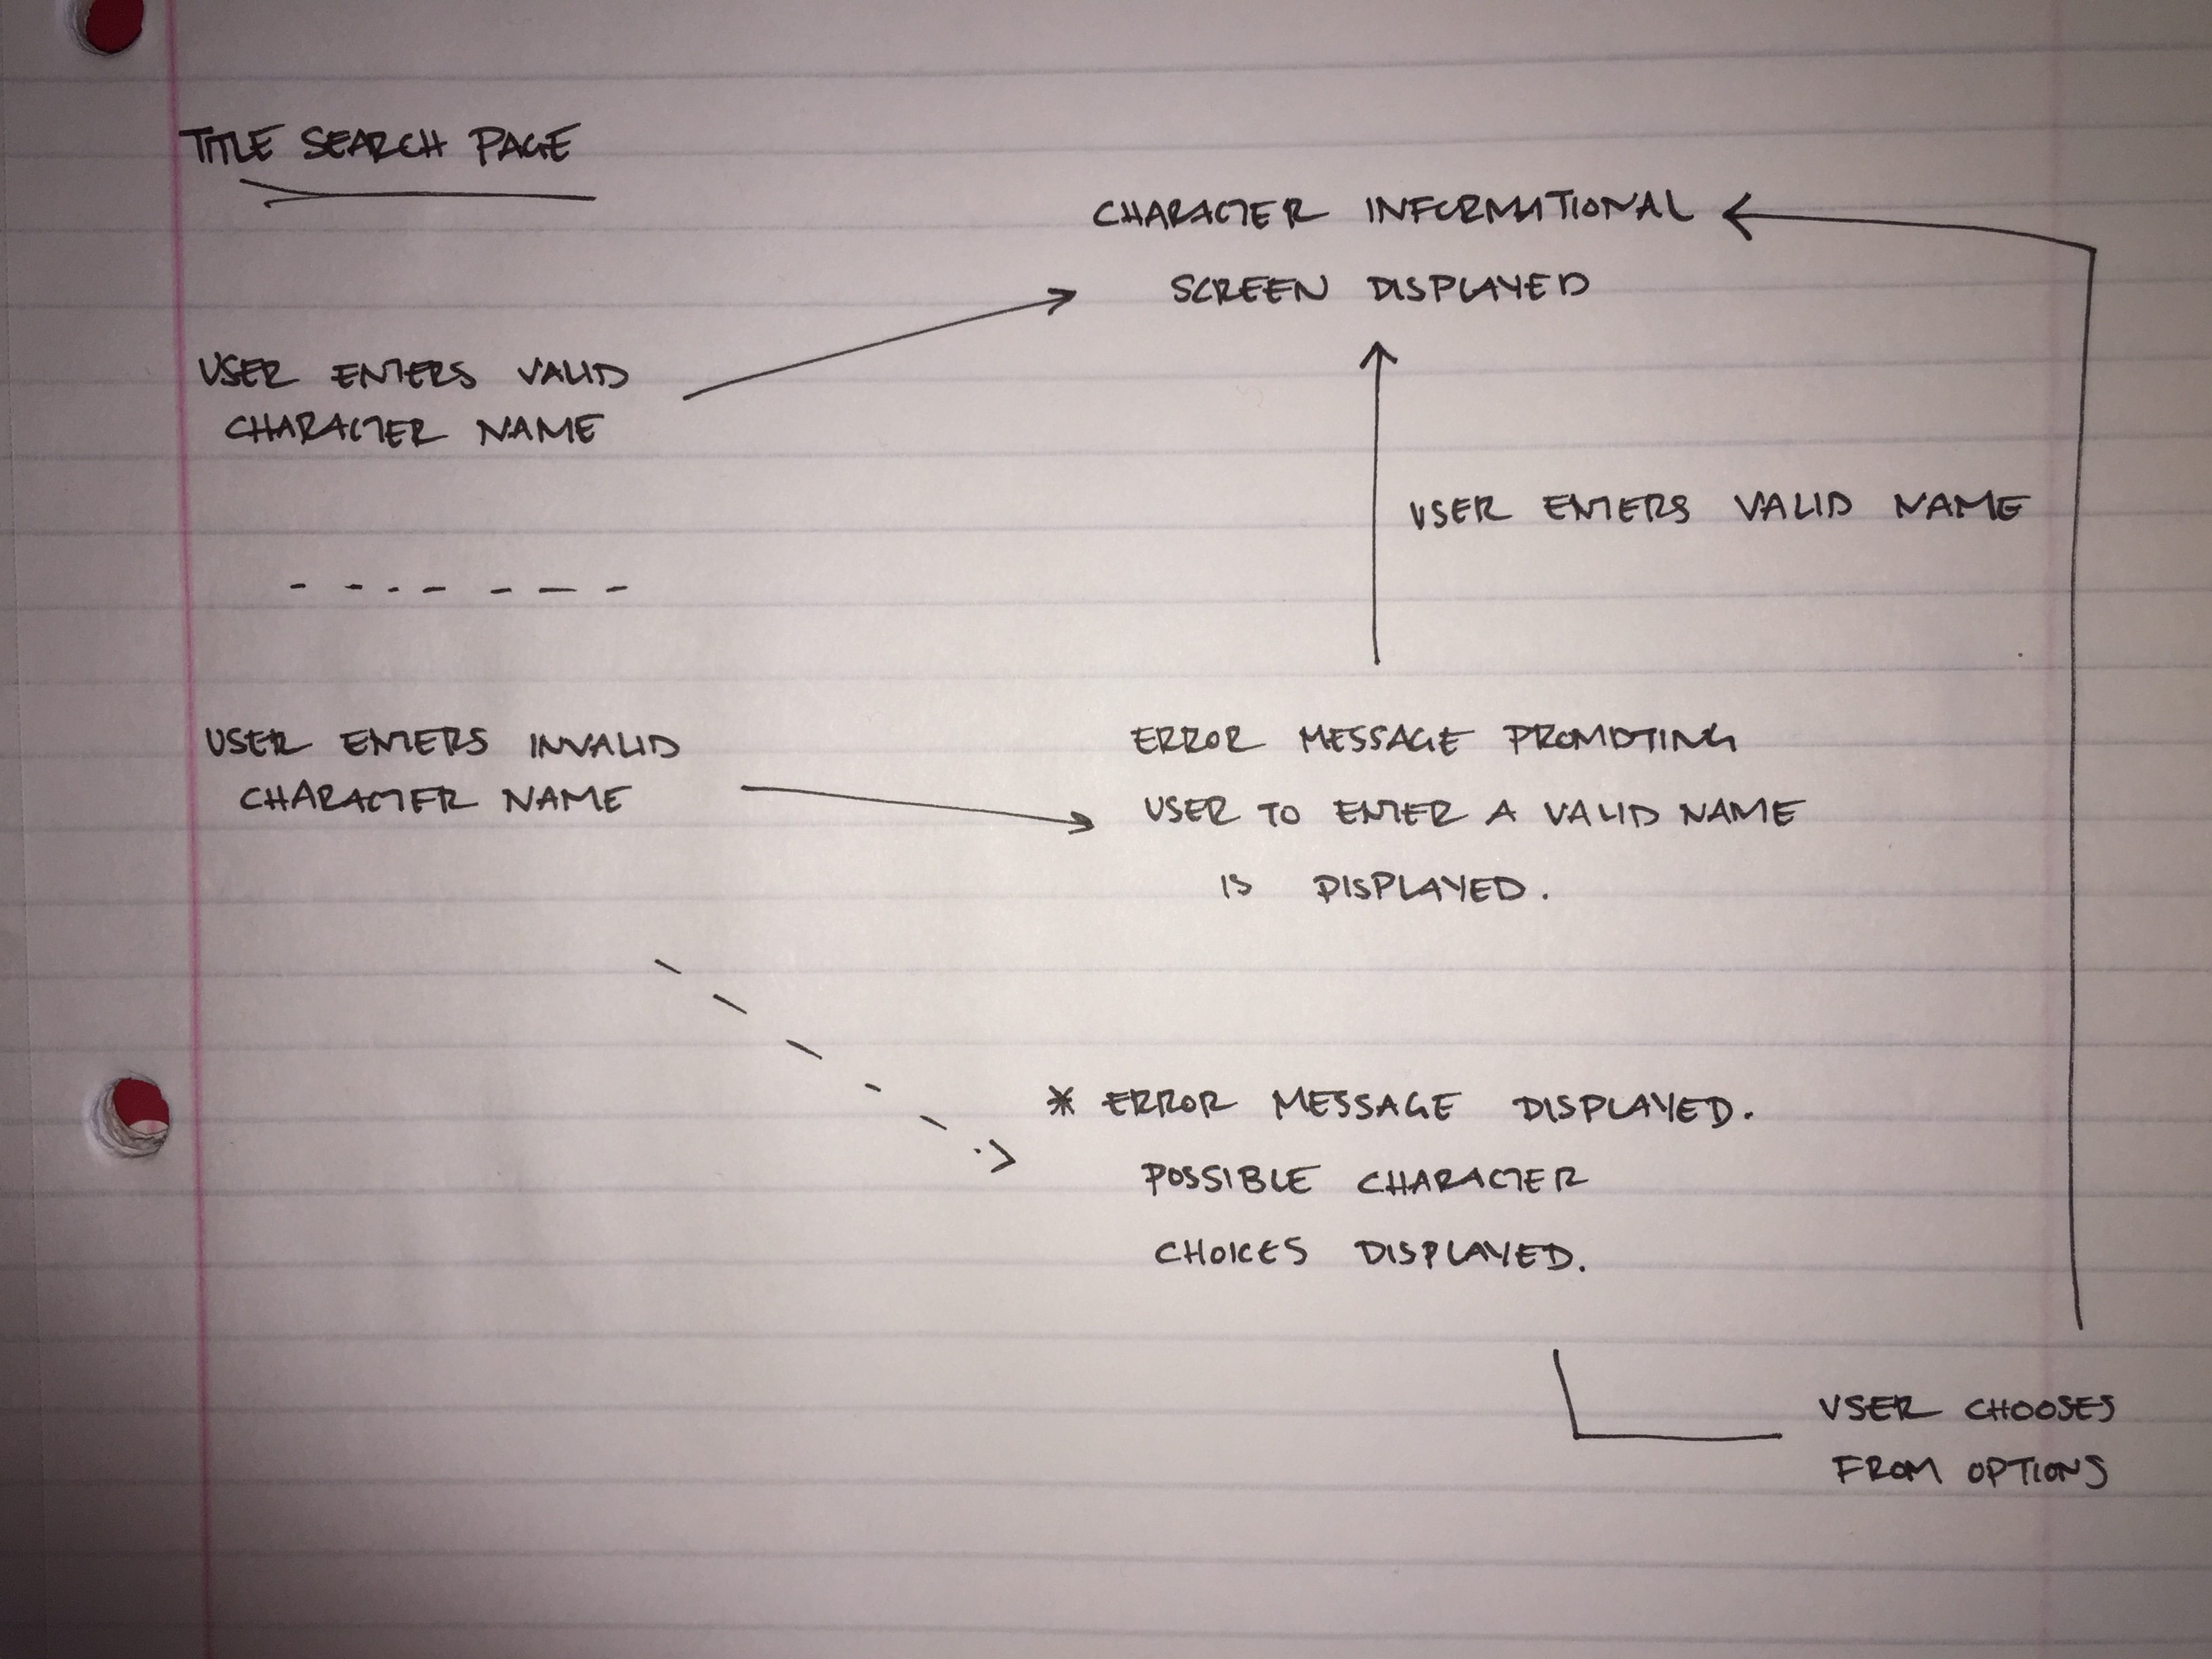 TITLE SEARCH PAGE
USER ENTERS VALID
CHARACTER NAME
CHARACTER INFORMATIONAL
SCREEN DISPLAYED
USER ENTERS VALID NAME
USER ENTERS INVALID
CHARACTER NAME
ERROR MESSAGE PROMPTING
USER TO ENTER A VALID NAME
IS DISPLAYED.
* ERROR MESSAGE DISPLAYED.
POSSIBLE CHARACTER
CHOICES DISPLAYED.
USER CHOOSES
FROM OPTIONS